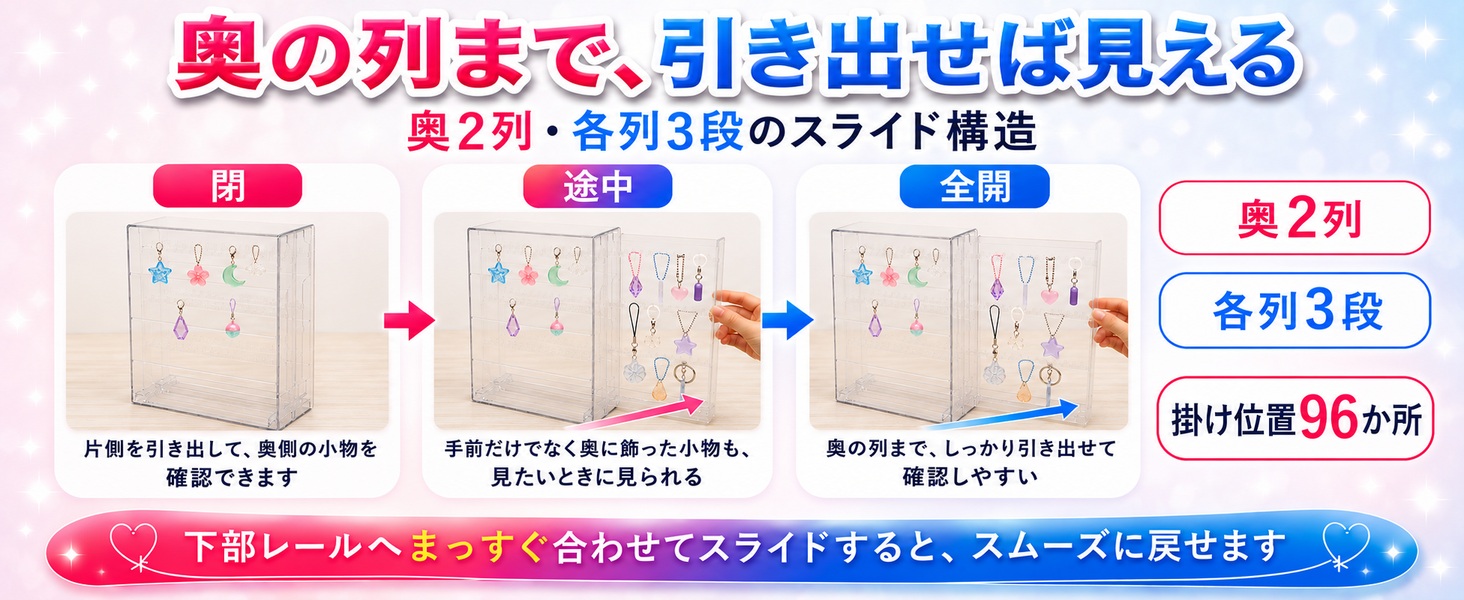 奥の列まで、引き出せば見える
奥2列・各列3段のスライド構造
閉
片側を引き出して、奥側の小物を
確認できます
途中
手前だけでなく奥に飾った小物も、
見たいときに見られる
全開
奥の列まで、しっかり引き出せて
確認しやすい
奥2列
各列3段
掛け位置96か所
下部レールへまっすぐ合わせてスライドすると、スムーズに戻せます